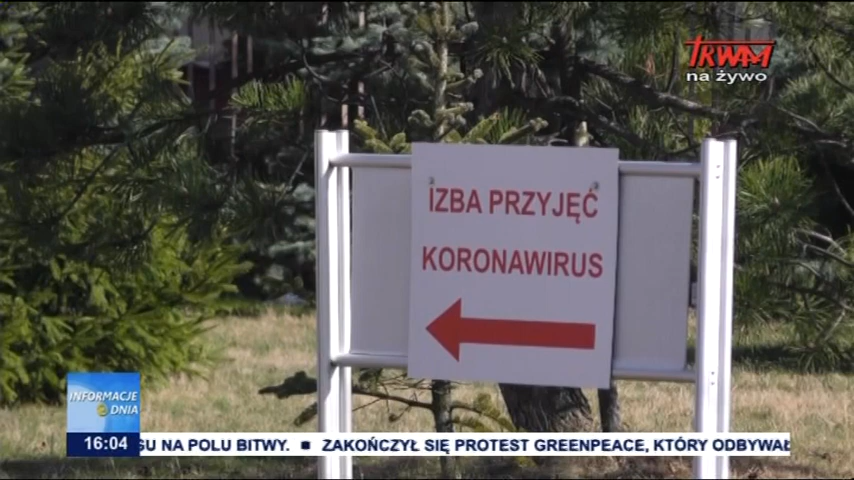 TRWAM
na żywo
IZBA PRZYJĘĆ
KORONAWIRUS
INFORMACJE
DNIA
16:04
SU NA POLU BITWY. ■ ZAKOŃCZYŁ SIĘ PROTEST GREENPEACE, KTÓRY ODBYWAŁ